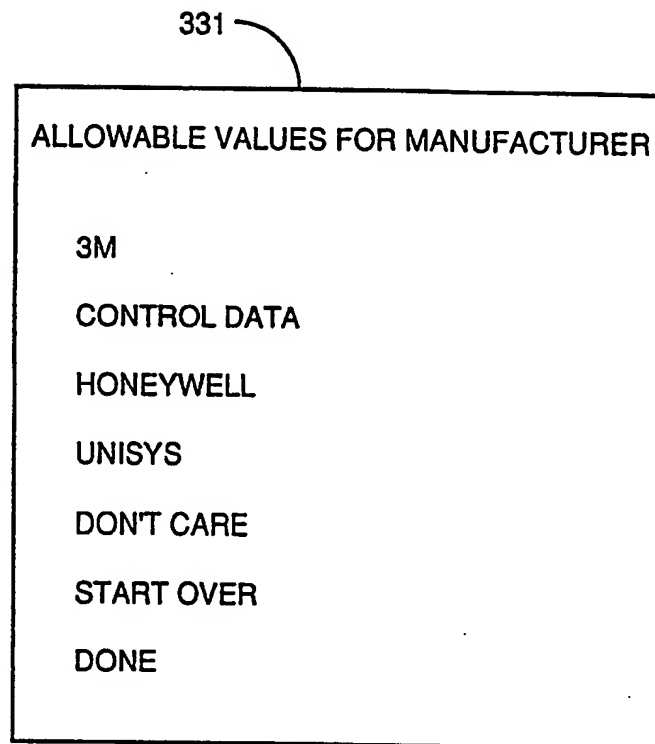 331
ALLOWABLE VALUES FOR MANUFACTURER
3M
CONTROL DATA
HONEYWELL
UNISYS
DON'T CARE
START OVER
DONE